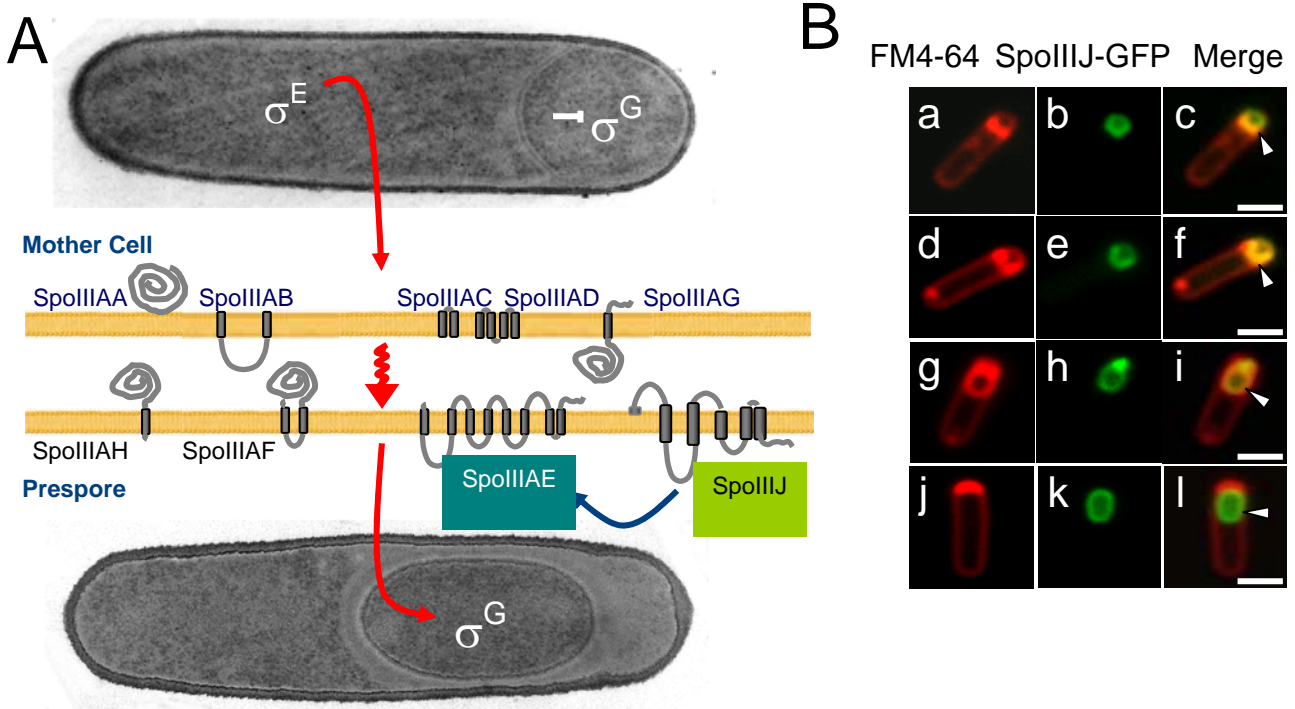 A
σE
σG
Mother Cell
SpoIIIAA SpoIIIAB SpoIIIAC SpoIIIAD SpoIIIAG
SpoIIIAH SpoIIIAF
SpoIIIAE SpoIIIJ
Prespore
σG
B
FM4-64 SpoIIIJ-GFP Merge
a b c
d e f
g h i
j k l